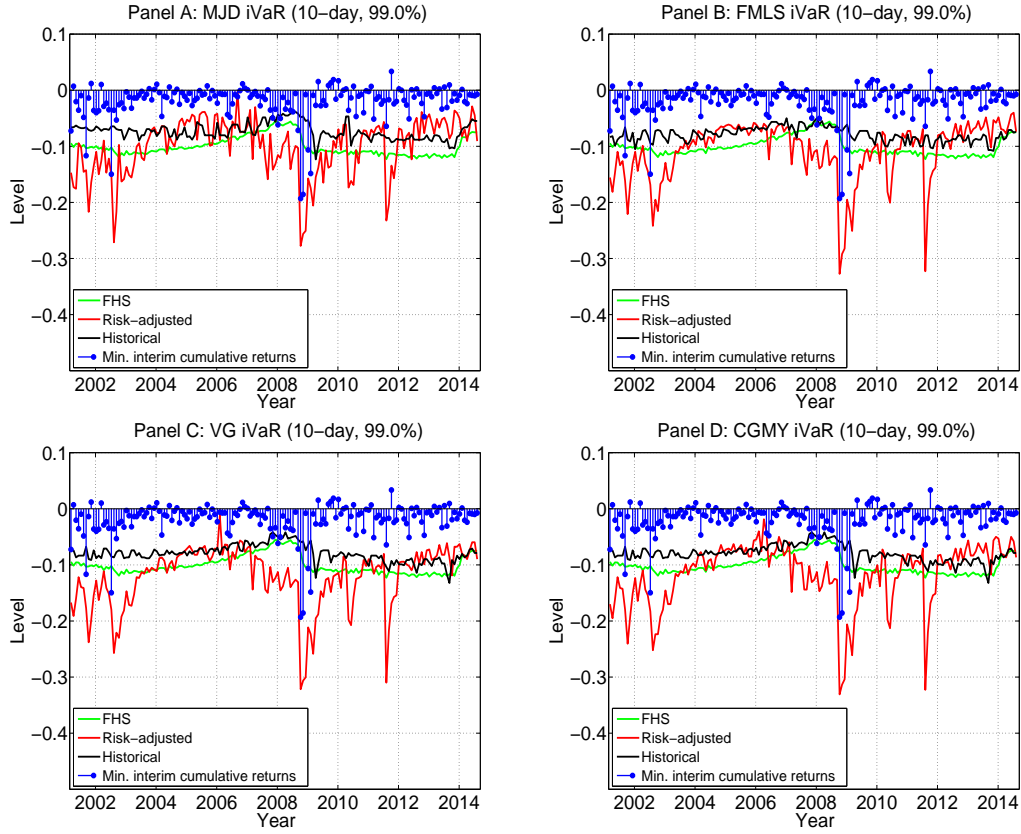 Panel A: MJD iVaR (10−day, 99.0%)
0.1
0
−0.1
−0.2
−0.3
−0.4
Level
FHS
Risk−adjusted
Historical
Min. interim cumulative returns
2002 2004 2006 2008 2010 2012 2014
Year
Panel B: FMLS iVaR (10−day, 99.0%)
0.1
0
−0.1
−0.2
−0.3
−0.4
Level
FHS
Risk−adjusted
Historical
Min. interim cumulative returns
2002 2004 2006 2008 2010 2012 2014
Year
Panel C: VG iVaR (10−day, 99.0%)
0.1
0
−0.1
−0.2
−0.3
−0.4
Level
FHS
Risk−adjusted
Historical
Min. interim cumulative returns
2002 2004 2006 2008 2010 2012 2014
Year
Panel D: CGMY iVaR (10−day, 99.0%)
0.1
0
−0.1
−0.2
−0.3
−0.4
Level
FHS
Risk−adjusted
Historical
Min. interim cumulative returns
2002 2004 2006 2008 2010 2012 2014
Year